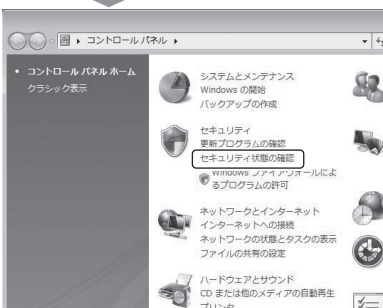 コントロール パネル
コントロール パネル ホーム
クラシック表示
システムとメンテナンス
Windows の開始
バックアップの作成
セキュリティ
更新プログラムの確認
セキュリティ状態の確認
Windows ファイアウォールによ
るプログラムの許可
ネットワークとインターネット
インターネットへの接続
ネットワークの状態とタスクの表示
ファイルの共有の設定
ハードウェアとサウンド
CD または他のメディアの自動再生
プリンタ